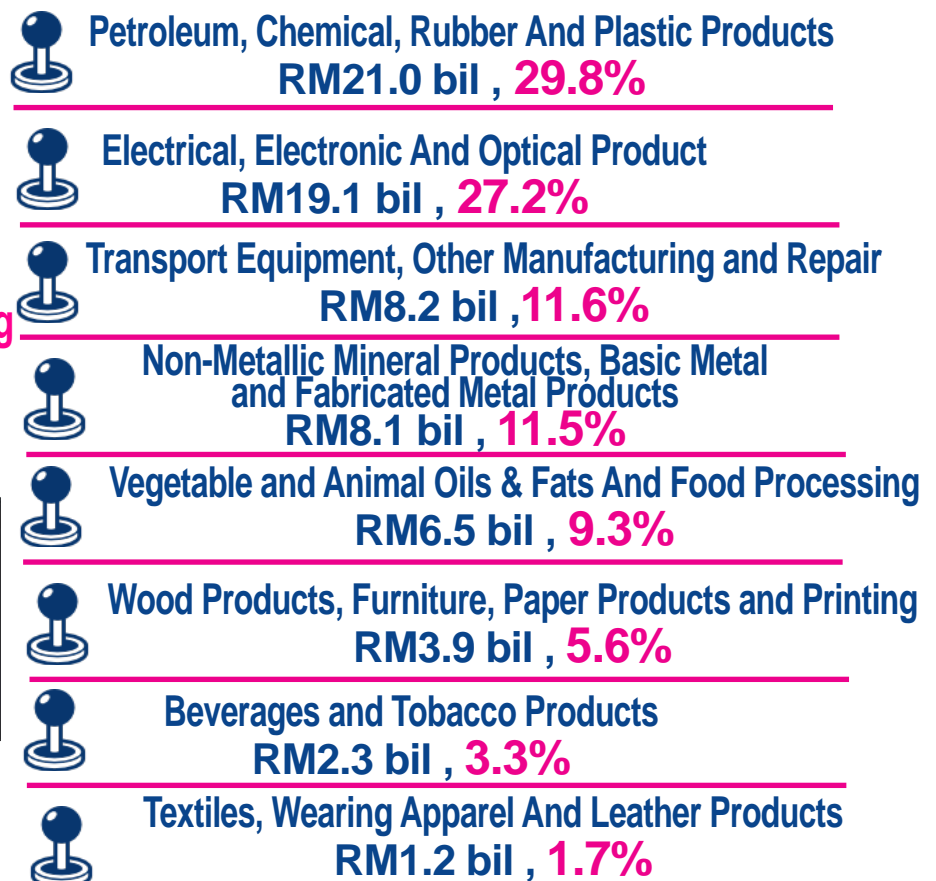 Petroleum, Chemical, Rubber And Plastic Products
RM21.0 bil , 29.8%
Electrical, Electronic And Optical Product
RM19.1 bil , 27.2%
Transport Equipment, Other Manufacturing and Repair
RM8.2 bil ,11.6%
g
Non-Metallic Mineral Products, Basic Metal
and Fabricated Metal Products
RM8.1 bil , 11.5%
Vegetable and Animal Oils & Fats And Food Processing
RM6.5 bil , 9.3%
Wood Products, Furniture, Paper Products and Printing
RM3.9 bil , 5.6%
Beverages and Tobacco Products
RM2.3 bil , 3.3%
Textiles, Wearing Apparel And Leather Products
RM1.2 bil , 1.7%